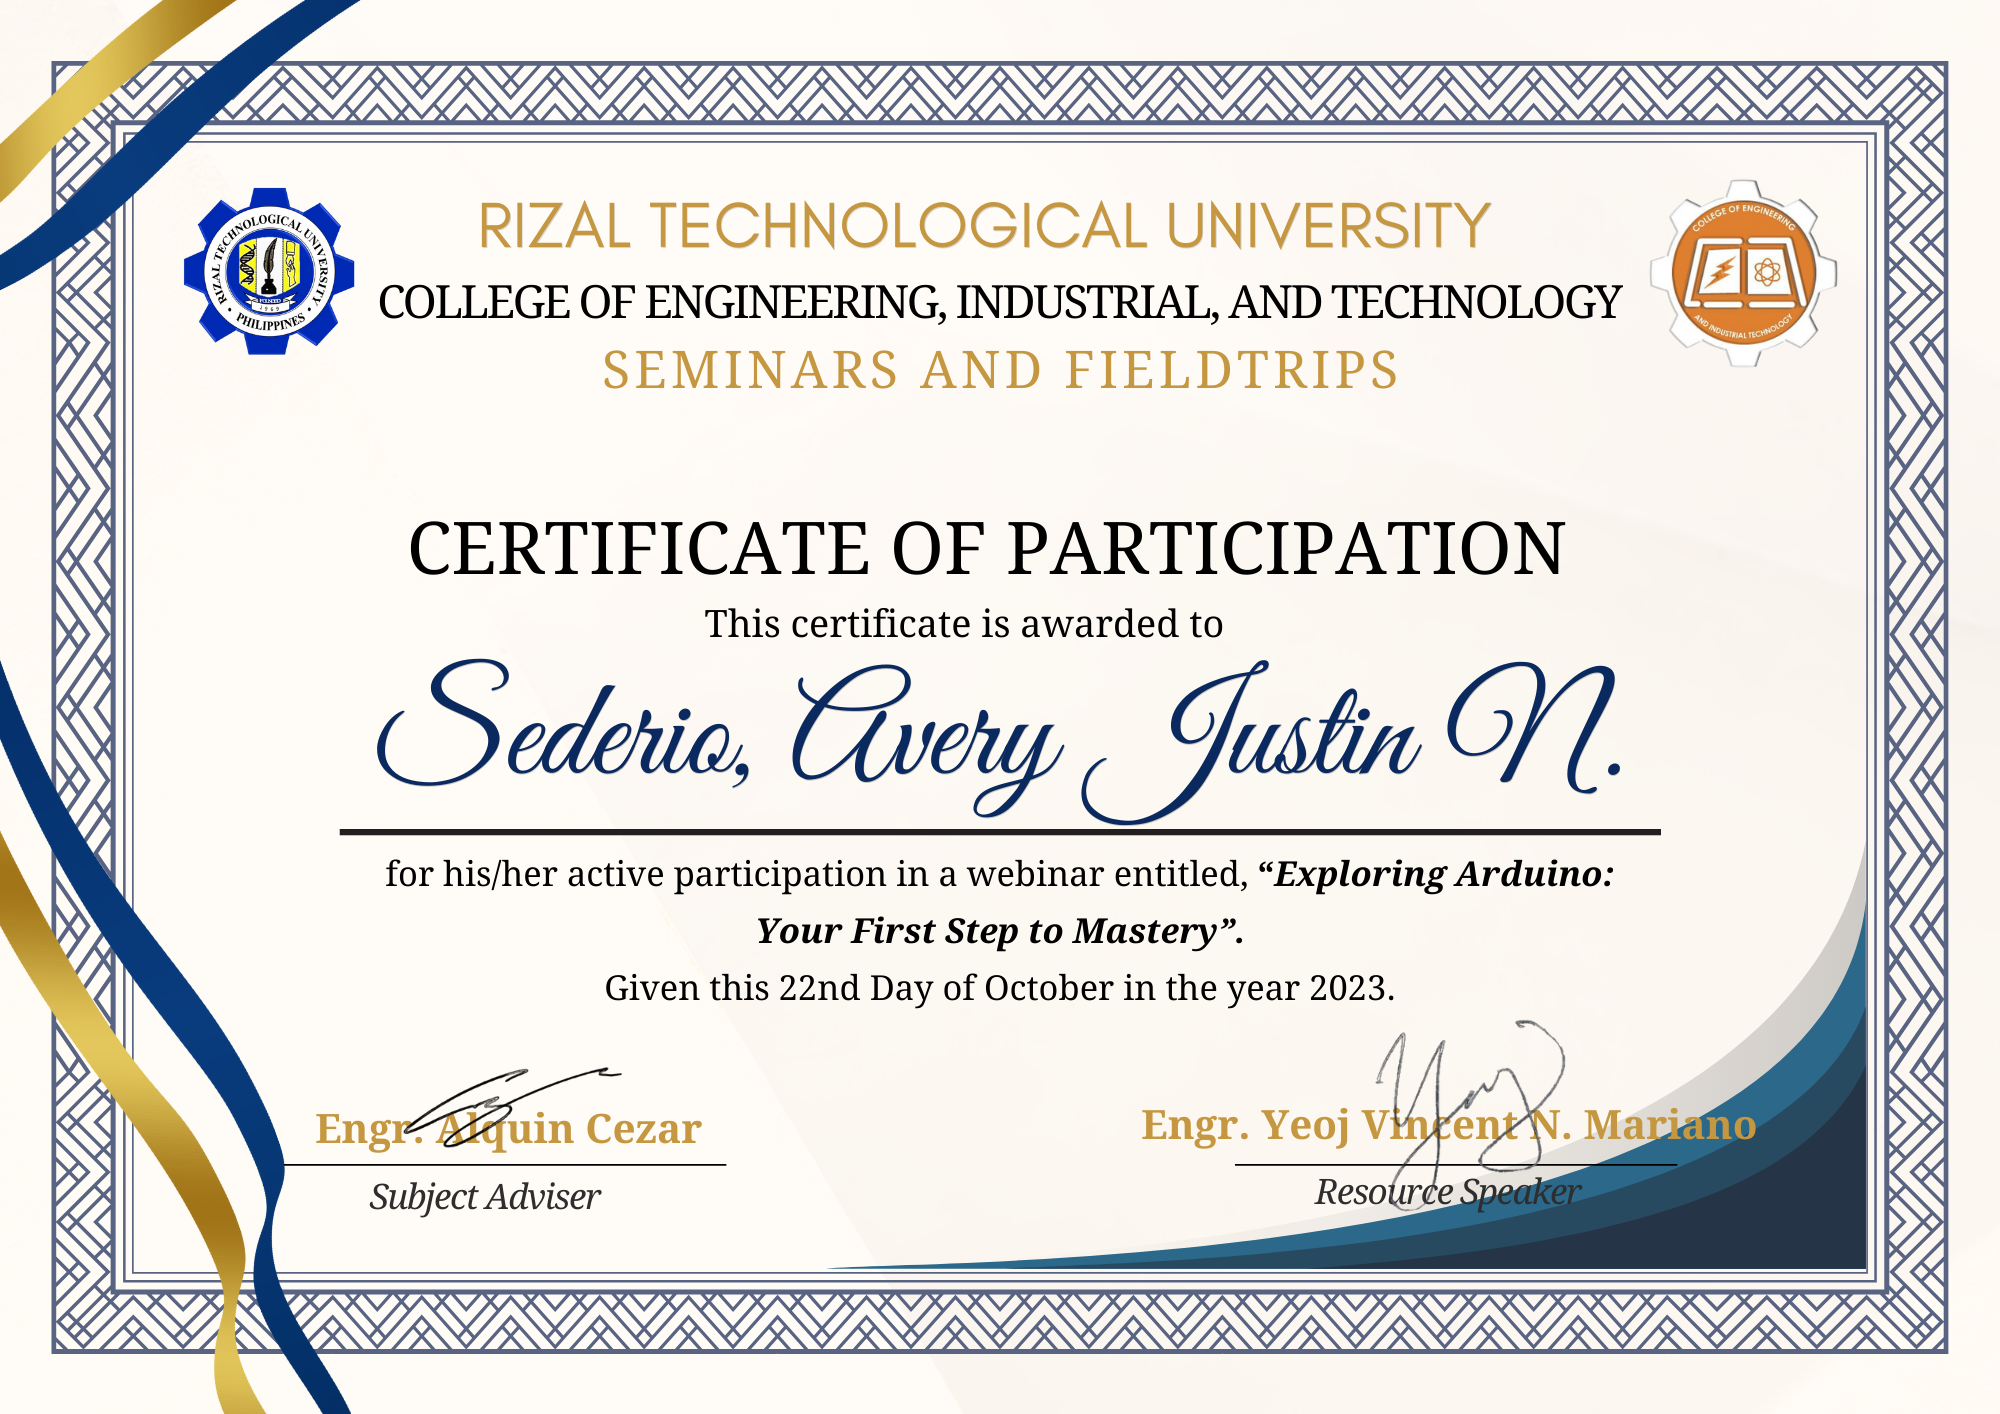 RIZAL TECHNOLOGICAL UNIVERSITY
COLLEGE OF ENGINEERING, INDUSTRIAL, AND TECHNOLOGY
SEMINARS AND FIELDTRIPS
RIZAL TECHNOLOGICAL UNIVERSITY
FOUNDED
1969
• PHILIPPINES •
COLLEGE OF ENGINEERING
AND INDUSTRIAL TECHNOLOGY
CERTIFICATE OF PARTICIPATION
This certificate is awarded to
Sederio, Avery Justin N.
for his/her active participation in a webinar entitled, “Exploring Arduino:
Your First Step to Mastery”.
Given this 22nd Day of October in the year 2023.
Engr. Alquin Cezar
Subject Adviser
Engr. Yeoj Vincent N. Mariano
Resource Speaker